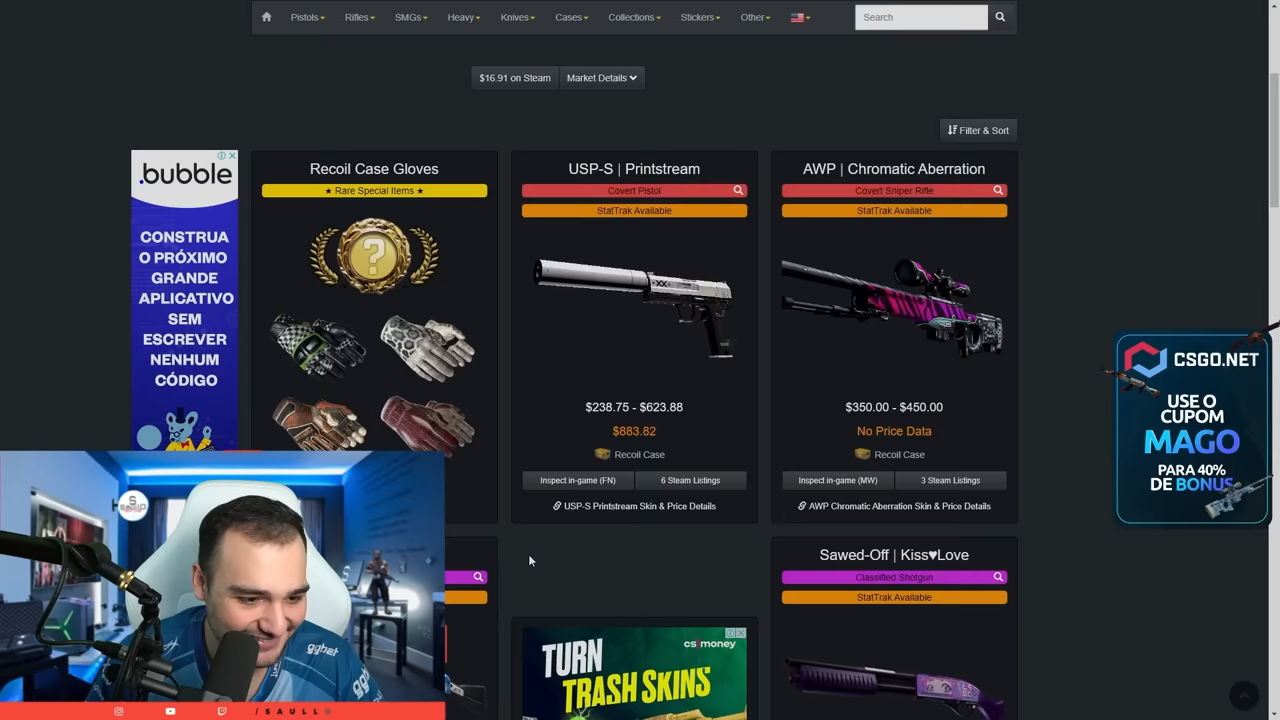 Pistols
Rifles
SMGs
Heavy
Knives
Cases
Collections
Stickers
Other
Search
$16.91 on Steam
Market Details
Filter & Sort
.bubble
CONSTRUA
O PRÓXIMO
GRANDE
APLICATIVO
SEM
ESCREVER
NENHUM
CÓDIGO
Recoil Case Gloves
★ Rare Special Items ★
?
USP-S | Printstream
Covert Pistol
StatTrak Available
$238.75 - $623.88
$883.82
Recoil Case
Inspect in-game (FN)
6 Steam Listings
USP-S Printstream Skin & Price Details
AWP | Chromatic Aberration
Covert Sniper Rifle
StatTrak Available
$350.00 - $450.00
No Price Data
Recoil Case
Inspect in-game (MW)
3 Steam Listings
AWP Chromatic Aberration Skin & Price Details
CSGO.NET
USE O
CUPOM
MAGO
PARA 40%
DE BONUS
Sawed-Off | Kiss♥Love
Classified Shotgun
StatTrak Available
cs!money
TURN
TRASH SKINS
ggbet
/SAULL